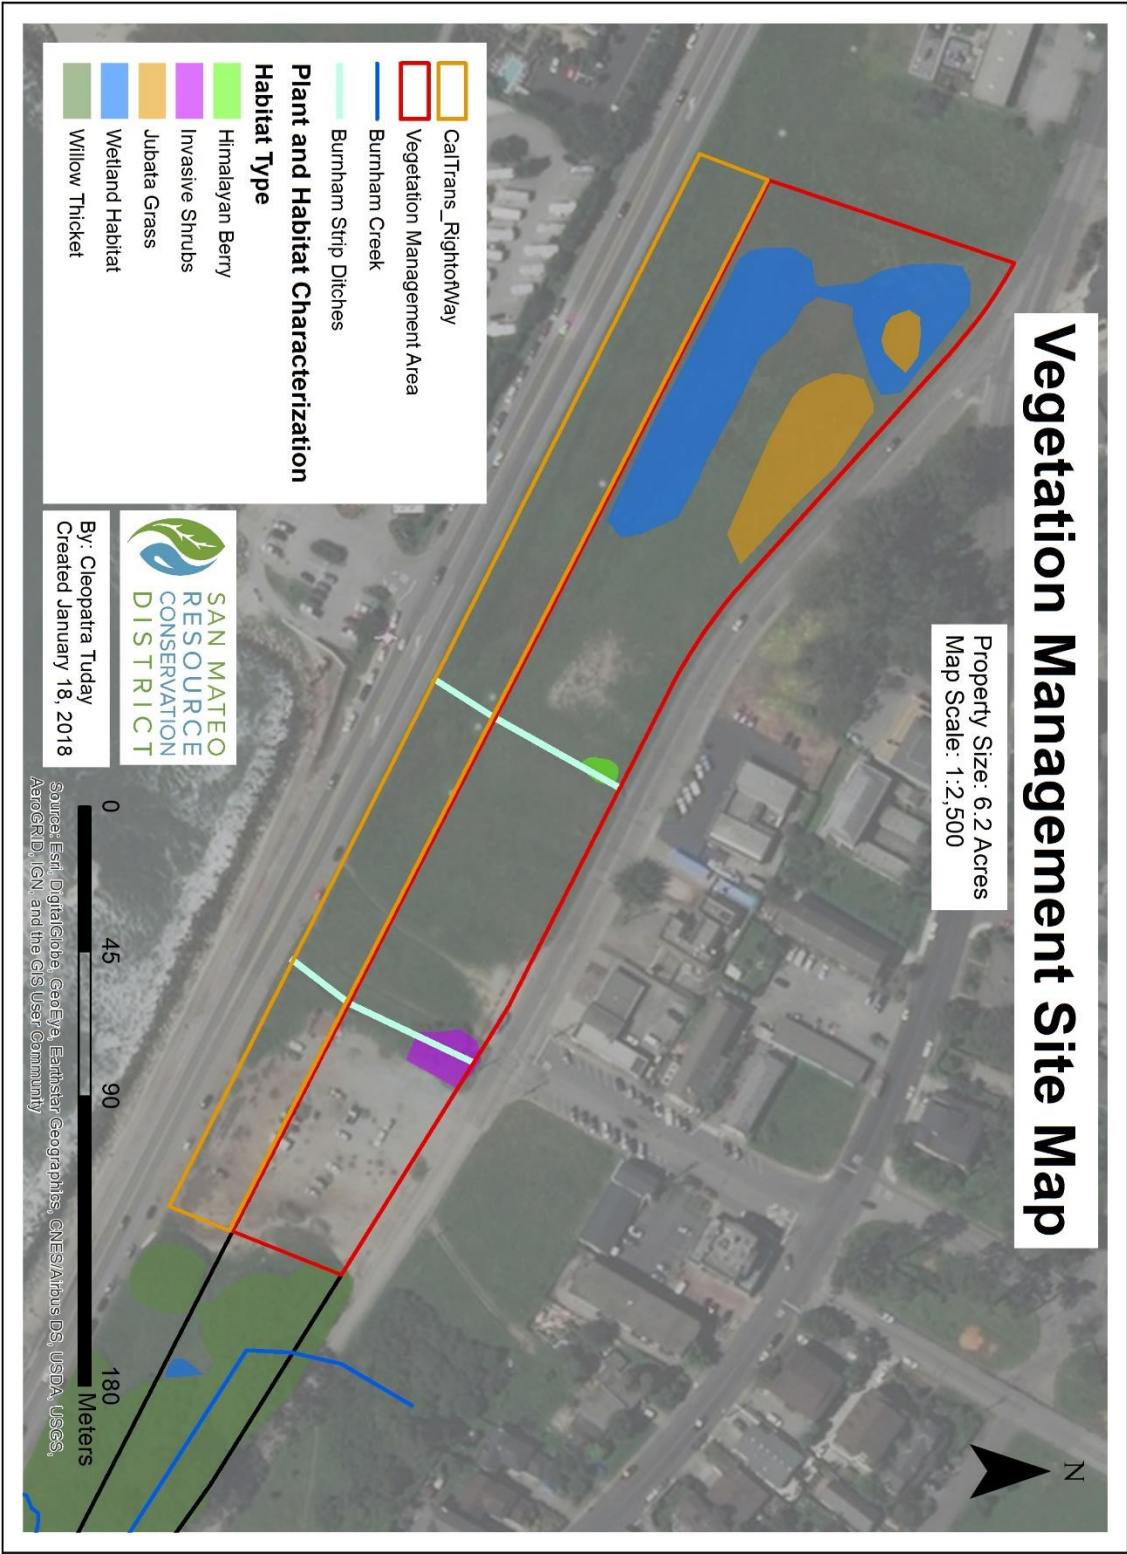 Vegetation Management Site Map
Property Size: 6.2 Acres
Map Scale: 1:2,500
N
CalTrans_RightofWay
Vegetation Management Area
Burnham Creek
Burnham Strip Ditches
Plant and Habitat Characterization
Habitat Type
Himalayan Berry
Invasive Shrubs
Jubata Grass
Wetland Habitat
Willow Thicket
SAN MATEO
RESOURCE
CONSERVATION
DISTRICT
By: Cleopatra Tuday
Created January 18, 2018
0 45 90 180
Meters
Source: Esri, DigitalGlobe, GeoEye, Earthstar Geographics, CNES/Airbus DS, USDA, USGS,
AeroGRID, IGN, and the GIS User Community